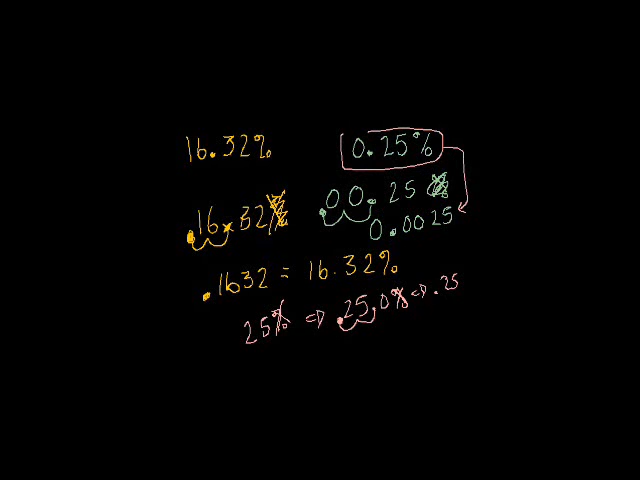 16.32%
0.25%
.16.32%
00.25%
0.0025
.1632 = 16.32%
25% => .25.0% => .25